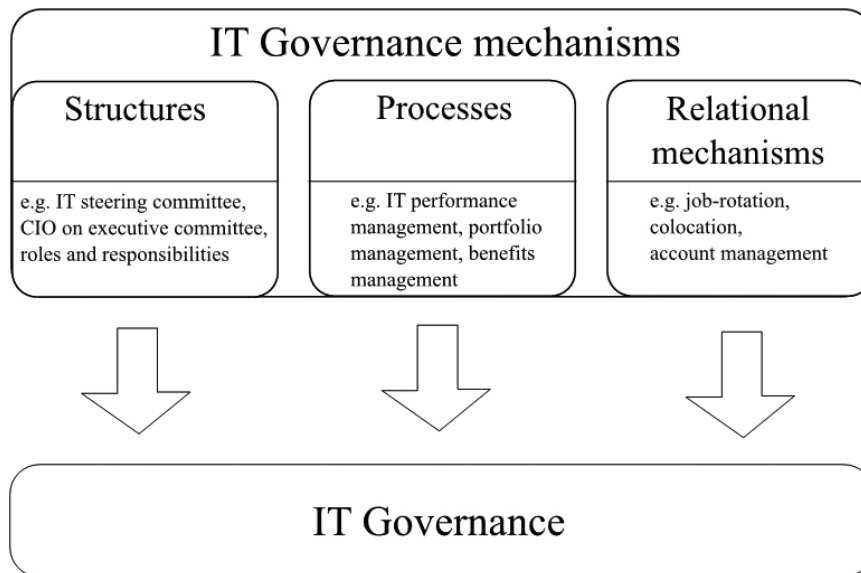 IT Governance mechanisms
Structures
e.g. IT steering committee,
CIO on executive committee,
roles and responsibilities
Processes
e.g. IT performance
management, portfolio
management, benefits
management
Relational
mechanisms
e.g. job-rotation,
colocation,
account management
IT Governance